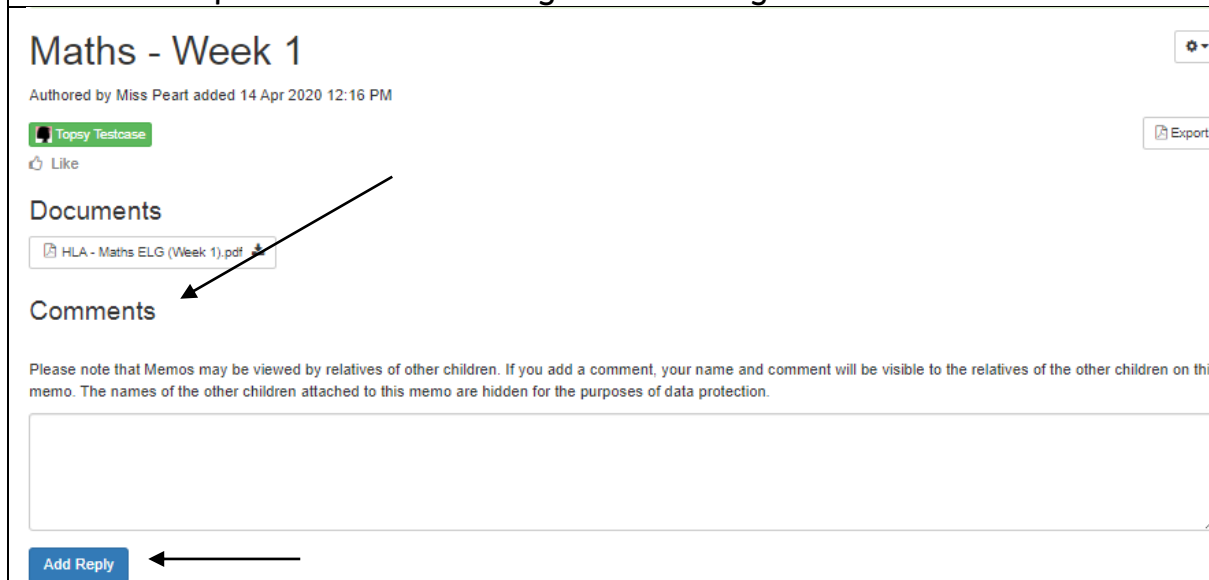 Maths - Week 1
Authored by Miss Peart added 14 Apr 2020 12:16 PM
Topsy Testcase
Export
Like
Documents
HLA - Maths ELG (Week 1).pdf
Comments
Please note that Memos may be viewed by relatives of other children. If you add a comment, your name and comment will be visible to the relatives of the other children on thi
memo. The names of the other children attached to this memo are hidden for the purposes of data protection.
Add Reply